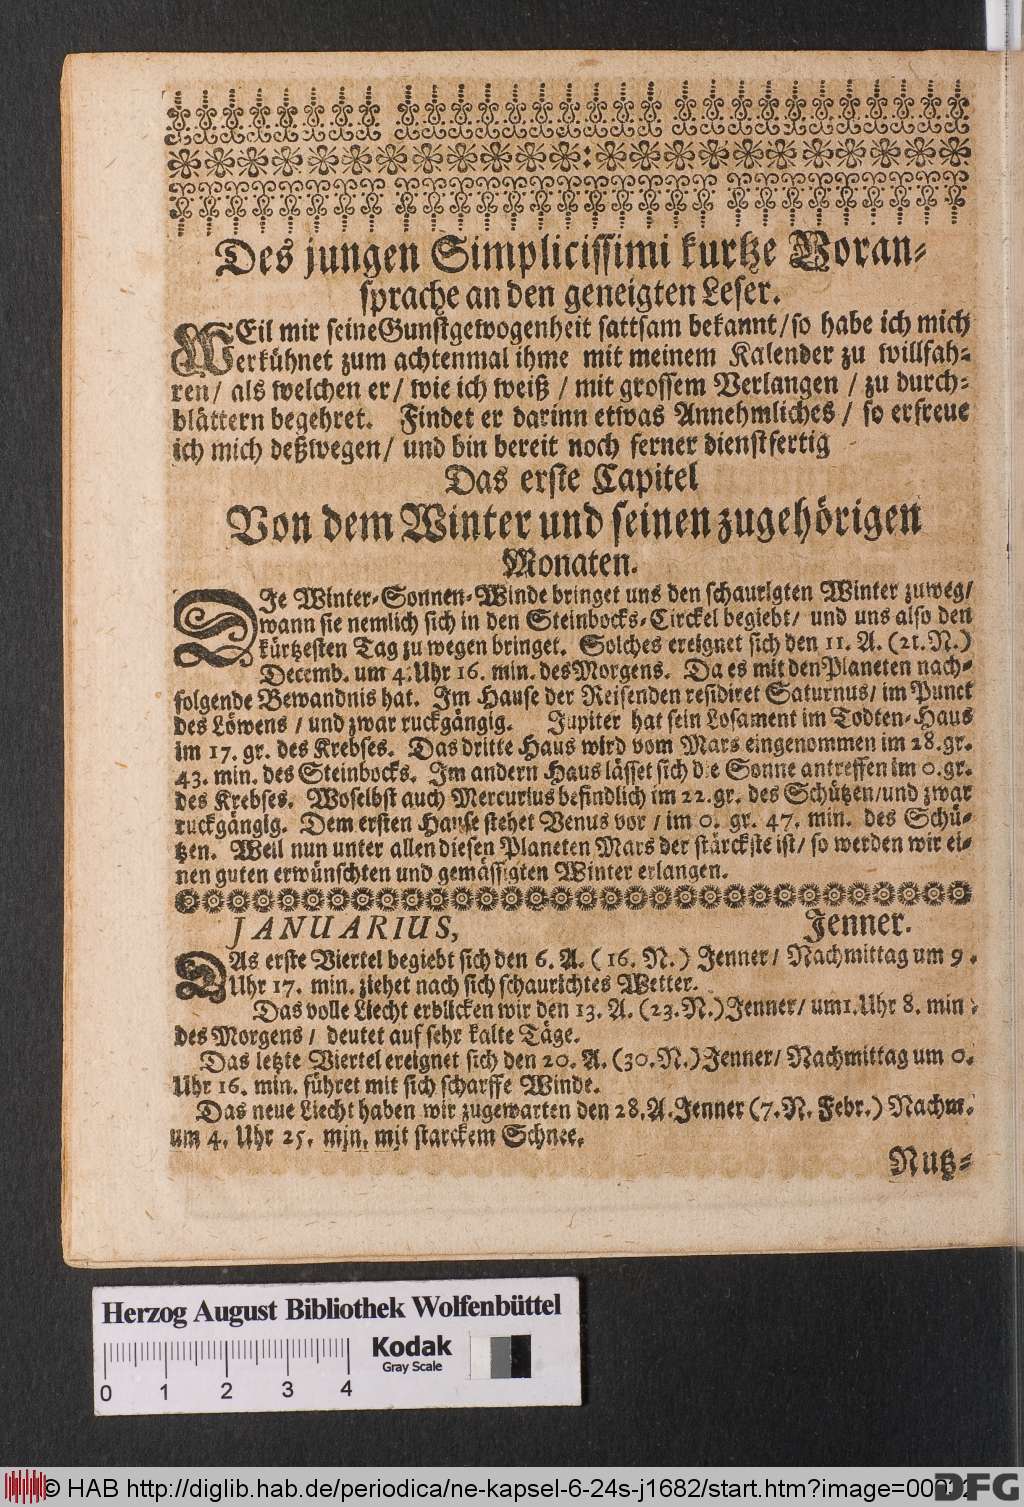 Des jungen Simplicissimi kurtze Voran-
sprache an den geneigten Leser.
WEil mir seine Gunstgewogenheit sattsam bekannt / so habe ich mich
erkühnet zum achtenmal ihme mit meinem Kalender zu willfah-
ren / als welchen er / wie ich weiß / mit grossem Verlangen / zu durch-
blättern begehret. Findet er darinn etwas Annehmliches / so erfreue
ich mich deßwegen / und bin bereit noch ferner dienstfertig
Das erste Capitel
Von dem Winter und seinen zugehörigen
Monaten.
DIe Winter-Sonnen-Winde bringet uns den schaurigten Winter zuweg/
wann sie nemlich sich in den Steinbocks-Circkel begiebt/ und uns also den
kürtzesten Tag zu wegen bringet. Solches ereignet sich den 11. A. (21. N.)
Decemb. um 4. Uhr 16. min. des Morgens. Da es mit den Planeten nach-
folgende Bewandnis hat. Im Hause der Reisenden residiret Saturnus/ im Punct
des Löwens / und zwar ruckgängig. Jupiter hat sein Losament im Todten-Haus
im 17. gr. des Krebses. Das dritte Haus wird vom Mars eingenommen im 28. gr.
43. min. des Steinbocks. Im andern Haus lässet sich die Sonne antreffen im 0. gr.
des Krebses. Woselbst auch Mercurius befindlich im 22. gr. des Schützen/und zwar
ruckgängig. Dem ersten Hause stehet Venus vor / im 0. gr. 47. min. des Schü-
tzen. Weil nun unter allen diesen Planeten Mars der stärckste ist/ so werden wir ei-
nen guten erwünschten und gemässigten Winter erlangen.
JANUARIUS, Jenner.
DAs erste Viertel begiebt sich den 6. A. (16. N.) Jenner/ Nachmittag um 9.
Uhr 17. min. ziehet nach sich schaurichtes Wetter.
Das volle Liecht erblicken wir den 13. A. (23. N.) Jenner/ um 1. Uhr 8. min.
des Morgens / deutet auf sehr kalte Täge.
Das letzte Viertel ereignet sich den 20. A. (30. N.) Jenner/ Nachmittag um 0.
Uhr 16. min. führet mit sich scharffe Winde.
Das neue Liecht haben wir zugewarten den 28. A. Jenner (7. N. Febr.) Nachm.
um 4. Uhr 25. min. mit starckem Schnee.
Nutz-
Herzog August Bibliothek Wolfenbüttel
Kodak
Gray Scale
0 1 2 3 4
© HAB http://diglib.hab.de/periodica/ne-kapsel-6-24s-j1682/start.htm?image=000
DFG